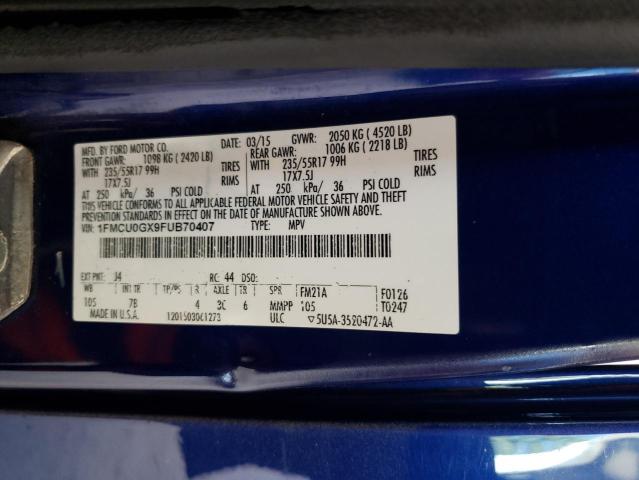 MFD. BY FORD MOTOR CO. DATE: 03/15 GVWR: 2050 KG ( 4520 LB)
FRONT GAWR: 1098 KG ( 2420 LB) REAR GAWR: 1006 KG ( 2218 LB)
WITH 235/55R17 99H TIRES WITH 235/55R17 99H TIRES
17X7.5J RIMS 17X7.5J RIMS
AT 250 kPa/ 36 PSI COLD AT 250 kPa/ 36 PSI COLD
THIS VEHICLE CONFORMS TO ALL APPLICABLE FEDERAL MOTOR VEHICLE SAFETY AND THEFT
PREVENTION STANDARDS IN EFFECT ON THE DATE OF MANUFACTURE SHOWN ABOVE.
VIN: 1FMCU0GX9FUB70407 TYPE: MPV
EXT PNT: J4 RC: 44 DSO:
WB INT TR TP/PS R AXLE TR SPR FM21A F0126
105 7B 4 3C 6 MMPP 105 T0247
MADE IN U.S.A. ULC 5U5A-3520472-AA